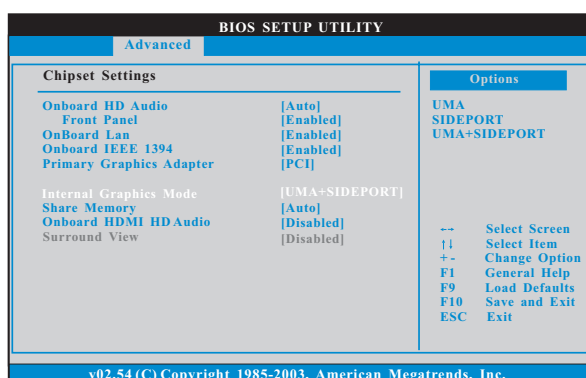 BIOS SETUP UTILITY
Advanced
Chipset Settings
Onboard HD Audio [Auto]
Front Panel [Enabled]
OnBoard Lan [Enabled]
Onboard IEEE 1394 [Enabled]
Primary Graphics Adapter [PCI]
Internal Graphics Mode [UMA+SIDEPORT]
Share Memory [Auto]
Onboard HDMI HD Audio [Disabled]
Surround View [Disabled]
Options
UMA
SIDEPORT
UMA+SIDEPORT
←→ Select Screen
↑↓ Select Item
+- Change Option
F1 General Help
F9 Load Defaults
F10 Save and Exit
ESC Exit
v02.54 (C) Copyright 1985-2003, American Megatrends, Inc.